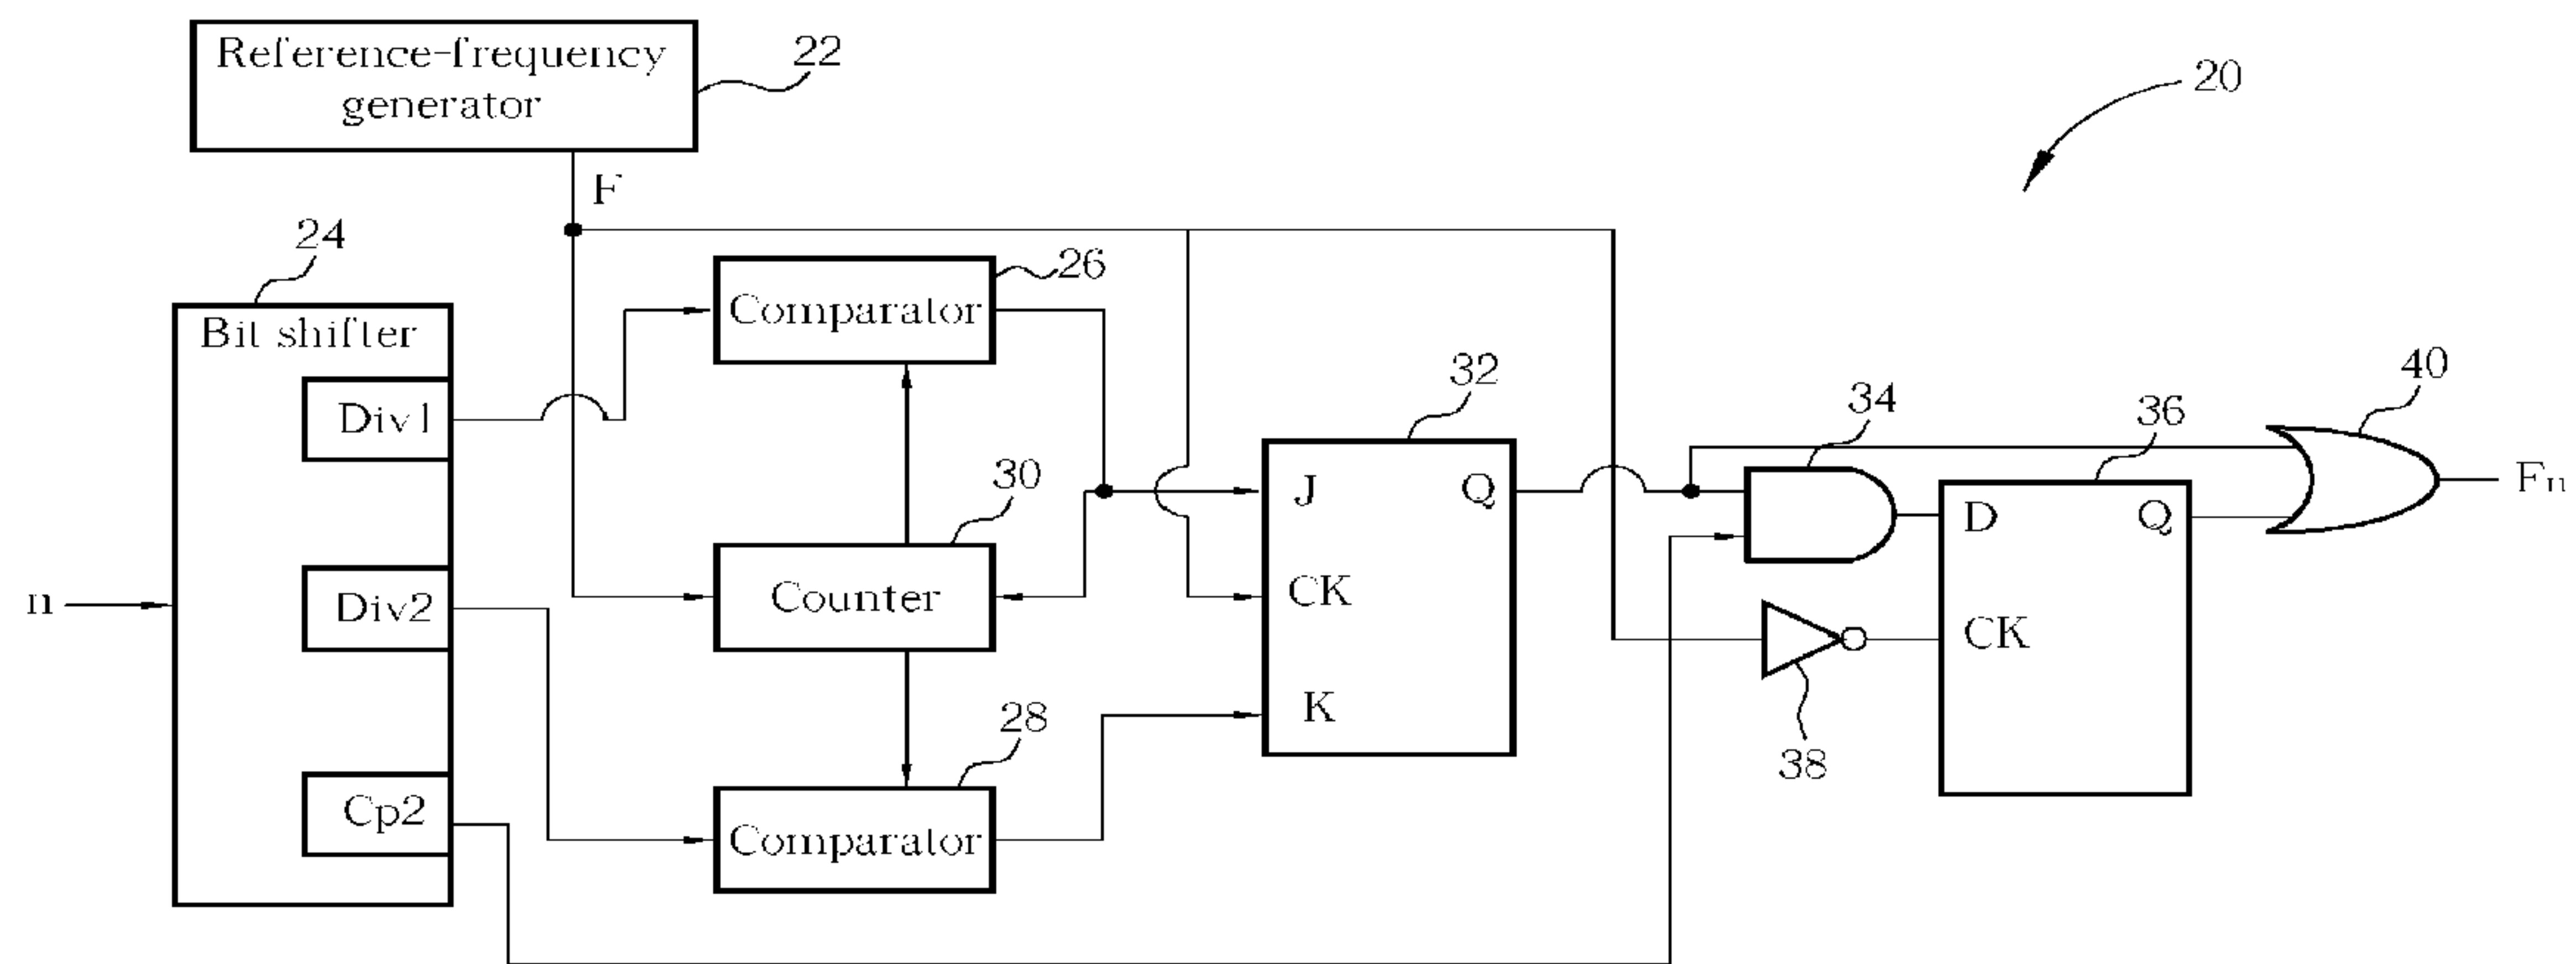 Reference-frequency
generator
22
20
F
24
26
Comparator
Bit shifter
32
40
34
36
Div1
30
J
Q
Fn
D
Q
Counter
CK
n
Div2
CK
28
K
38
Cp2
Comparator